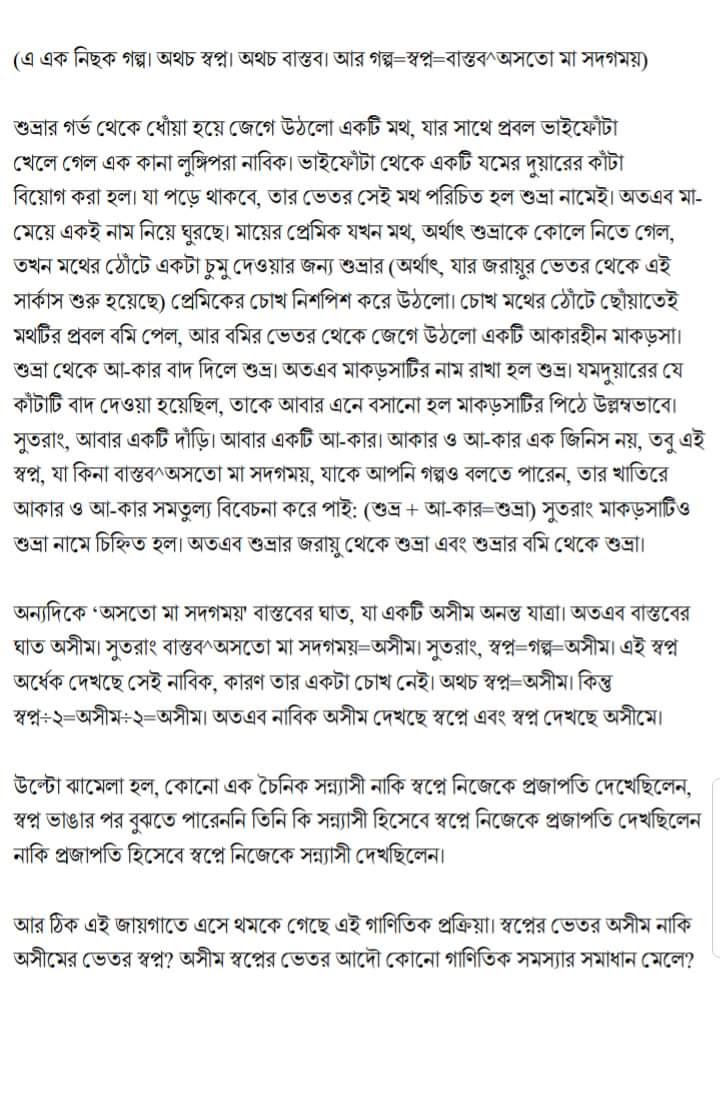 (এ এক নিছক গল্প। অথচ স্বপ্ন। অথচ বাস্তব। আর গল্প=স্বপ্ন=বাস্তব^অসতো মা সদগময়)
শুভ্রার গর্ভ থেকে ধোঁয়া হয়ে জেগে উঠলো একটি মথ, যার সাথে প্রবল ভাইফোঁটা
খেলে গেল এক কানা লুঙ্গিপরা নাবিক। ভাইফোঁটা থেকে একটি যমের দুয়ারের কাঁটা
বিয়োগ করা হল। যা পড়ে থাকবে, তার ভেতর সেই মথ পরিচিত হল শুভ্রা নামেই। অতএব মা-
মেয়ে একই নাম নিয়ে ঘুরছে। মায়ের প্রেমিক যখন মথ, অর্থাৎ শুভ্রাকে কোলে নিতে গেল,
তখন মথের ঠোঁটে একটা চুমু দেওয়ার জন্য শুভ্রার (অর্থাৎ, যার জরায়ুর ভেতর থেকে এই
সার্কাস শুরু হয়েছে) প্রেমিকের চোখ নিশপিশ করে উঠলো। চোখ মথের ঠোঁটে ছোঁয়াতেই
মথটির প্রবল বমি পেল, আর বমির ভেতর থেকে জেগে উঠলো একটি আকারহীন মাকড়সা।
শুভ্রা থেকে আ-কার বাদ দিলে শুভ্র। অতএব মাকড়সাটির নাম রাখা হল শুভ্র। যমদুয়ারের যে
কাঁটাটি বাদ দেওয়া হয়েছিল, তাকে আবার এনে বসানো হল মাকড়সাটির পিঠে উল্লম্বভাবে।
সুতরাং, আবার একটি দাঁড়ি। আবার একটি আ-কার। আকার ও আ-কার এক জিনিস নয়, তবু এই
স্বপ্ন, যা কিনা বাস্তব^অসতো মা সদগময়, যাকে আপনি গল্পও বলতে পারেন, তার খাতিরে
আকার ও আ-কার সমতুল্য বিবেচনা করে পাই: (শুভ্র + আ-কার=শুভ্রা) সুতরাং মাকড়সাটিও
শুভ্রা নামে চিহ্নিত হল। অতএব শুভ্রার জরায়ু থেকে শুভ্রা এবং শুভ্রার বমি থেকে শুভ্রা।
অন্যদিকে ‘অসতো মা সদগময়' বাস্তবের ঘাত, যা একটি অসীম অনন্ত যাত্রা। অতএব বাস্তবের
ঘাত অসীম। সুতরাং বাস্তব^অসতো মা সদগময়=অসীম। সুতরাং, স্বপ্ন=গল্প=অসীম। এই স্বপ্ন
অর্ধেক দেখছে সেই নাবিক, কারণ তার একটা চোখ নেই। অথচ স্বপ্ন=অসীম। কিন্তু
স্বপ্ন÷২=অসীম÷২=অসীম। অতএব নাবিক অসীম দেখছে স্বপ্নে এবং স্বপ্ন দেখছে অসীমে।
উল্টো ঝামেলা হল, কোনো এক চৈনিক সন্ন্যাসী নাকি স্বপ্নে নিজেকে প্রজাপতি দেখেছিলেন,
স্বপ্ন ভাঙার পর বুঝতে পারেননি তিনি কি সন্ন্যাসী হিসেবে স্বপ্নে নিজেকে প্রজাপতি দেখছিলেন
নাকি প্রজাপতি হিসেবে স্বপ্নে নিজেকে সন্ন্যাসী দেখছিলেন।
আর ঠিক এই জায়গাতে এসে থমকে গেছে এই গাণিতিক প্রক্রিয়া। স্বপ্নের ভেতর অসীম নাকি
অসীমের ভেতর স্বপ্ন? অসীম স্বপ্নের ভেতর আদৌ কোনো গাণিতিক সমস্যার সমাধান মেলে?